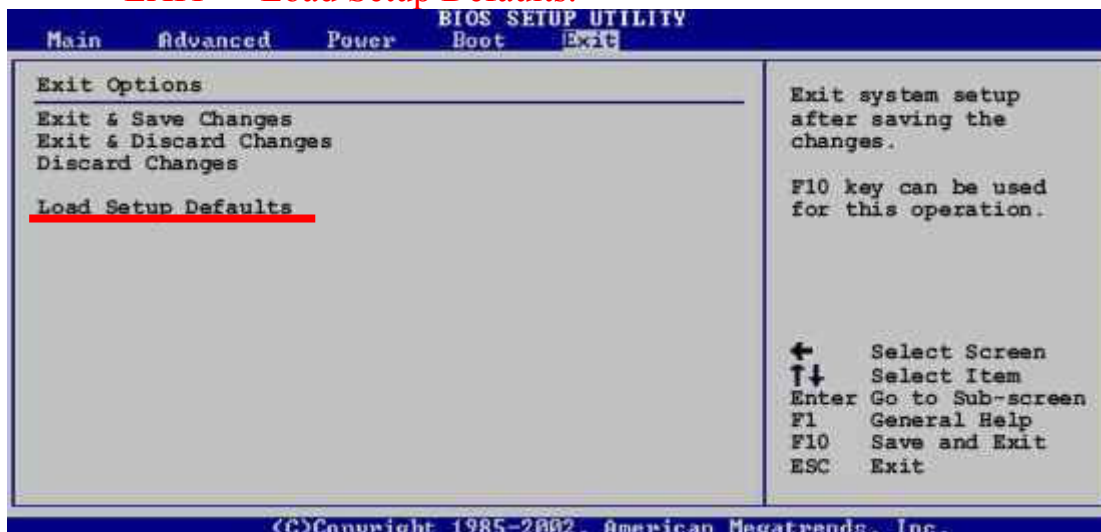 Load Setup Defaults.
BIOS SETUP UTILITY
Main Advanced Power Boot Exit
Exit Options
Exit & Save Changes
Exit & Discard Changes
Discard Changes
Load Setup Defaults
Exit system setup
after saving the
changes.
F10 key can be used
for this operation.
← Select Screen
↑↓ Select Item
Enter Go to Sub-screen
F1 General Help
F10 Save and Exit
ESC Exit
(C)Copyright 1985-2002, American Megatrends, Inc.